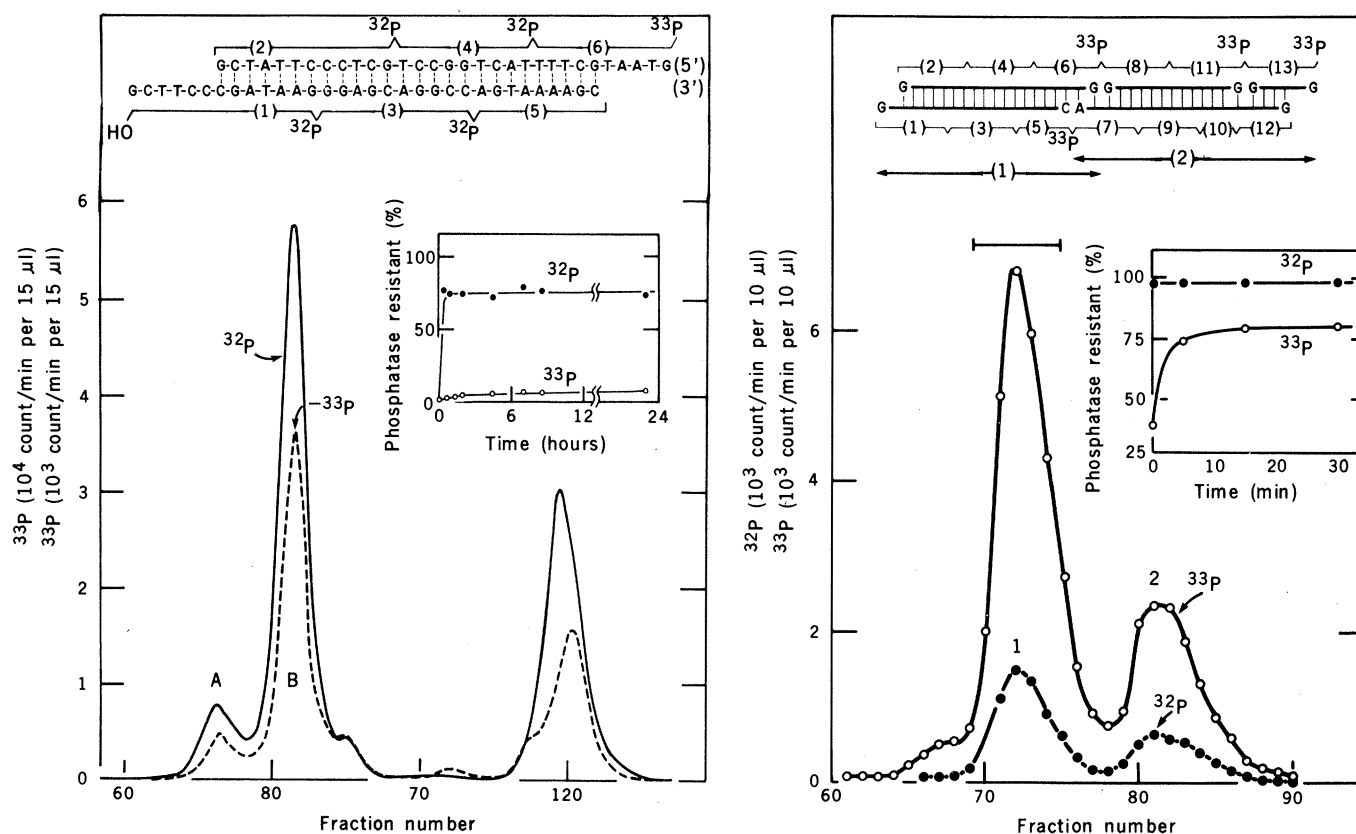 32P 32P 33P
(2) (4) (6)
G-C-T-A-T-T-C-C-C-T-C-G-T-C-C-G-G-T-C-A-T-T-T-T-C-G-T-A-A-T-G (5')
G-C-T-T-C-C-C-G-A-T-A-A-G-G-G-A-G-C-A-G-G-C-C-A-G-T-A-A-A-A-G-C (3')
HO (1) 32P (3) 32P (5)
6
5
4
3
2
1
0
33P (10^4 count/min per 15 µl)
33P (10^3 count/min per 15 µl)
32P
33P
A
B
60 80 70 120
Fraction number
Phosphatase resistant (%)
100
50
0
32P
33P
0 6 12 24
Time (hours)
33P 33P 33P
(2) (4) (6) (8) (11) (13)
G G G G G G
G C A G
(1) (3) (5) 33P (7) (9) (10) (12)
(1)
(2)
6
4
2
0
32P (10^3 count/min per 10 µl)
33P (10^3 count/min per 10 µl)
1
2
33P
32P
60 70 80 90
Fraction number
Phosphatase resistant (%)
100
75
50
25
32P
33P
0 10 20 30
Time (min)